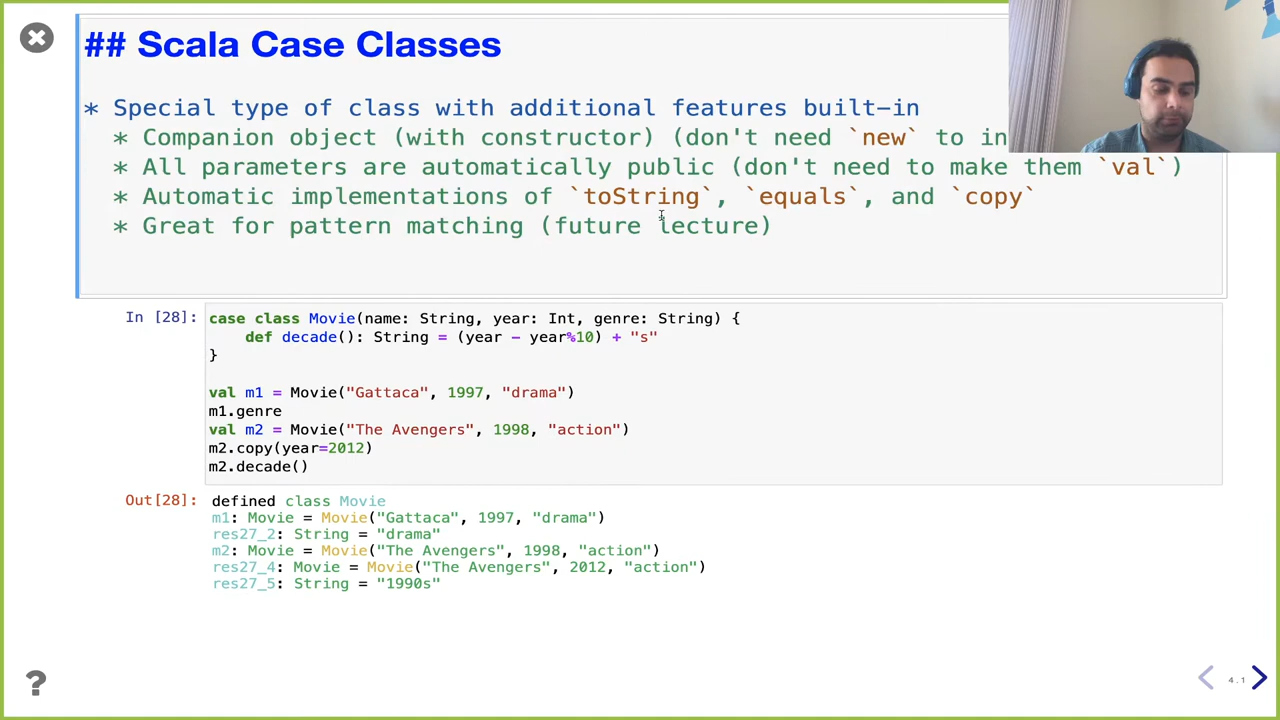 ## Scala Case Classes
* Special type of class with additional features built-in
* Companion object (with constructor) (don't need `new` to in
* All parameters are automatically public (don't need to make them `val`)
* Automatic implementations of `toString`, `equals`, and `copy`
* Great for pattern matching (future lecture)
In [28]: case class Movie(name: String, year: Int, genre: String) {
def decade(): String = (year - year%10) + "s"
}
val m1 = Movie("Gattaca", 1997, "drama")
m1.genre
val m2 = Movie("The Avengers", 1998, "action")
m2.copy(year=2012)
m2.decade()
Out[28]: defined class Movie
m1: Movie = Movie("Gattaca", 1997, "drama")
res27_2: String = "drama"
m2: Movie = Movie("The Avengers", 1998, "action")
res27_4: Movie = Movie("The Avengers", 2012, "action")
res27_5: String = "1990s"
?
4.1